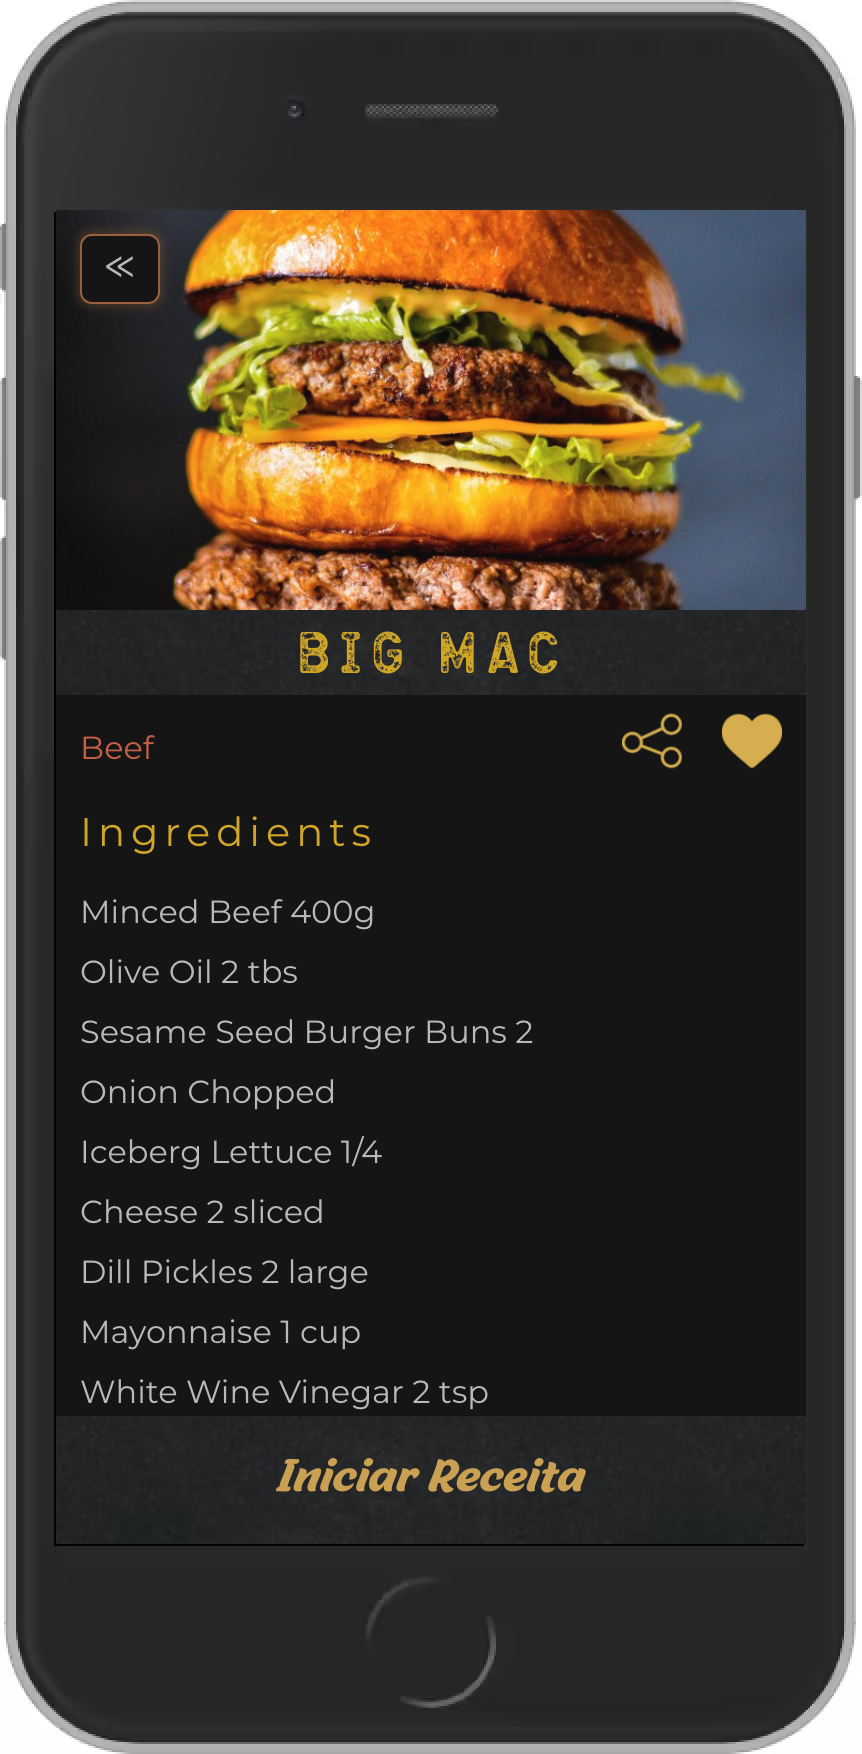 BIG MAC
Beef
Ingredients
Minced Beef 400g
Olive Oil 2 tbs
Sesame Seed Burger Buns 2
Onion Chopped
Iceberg Lettuce 1/4
Cheese 2 sliced
Dill Pickles 2 large
Mayonnaise 1 cup
White Wine Vinegar 2 tsp
Iniciar Receita